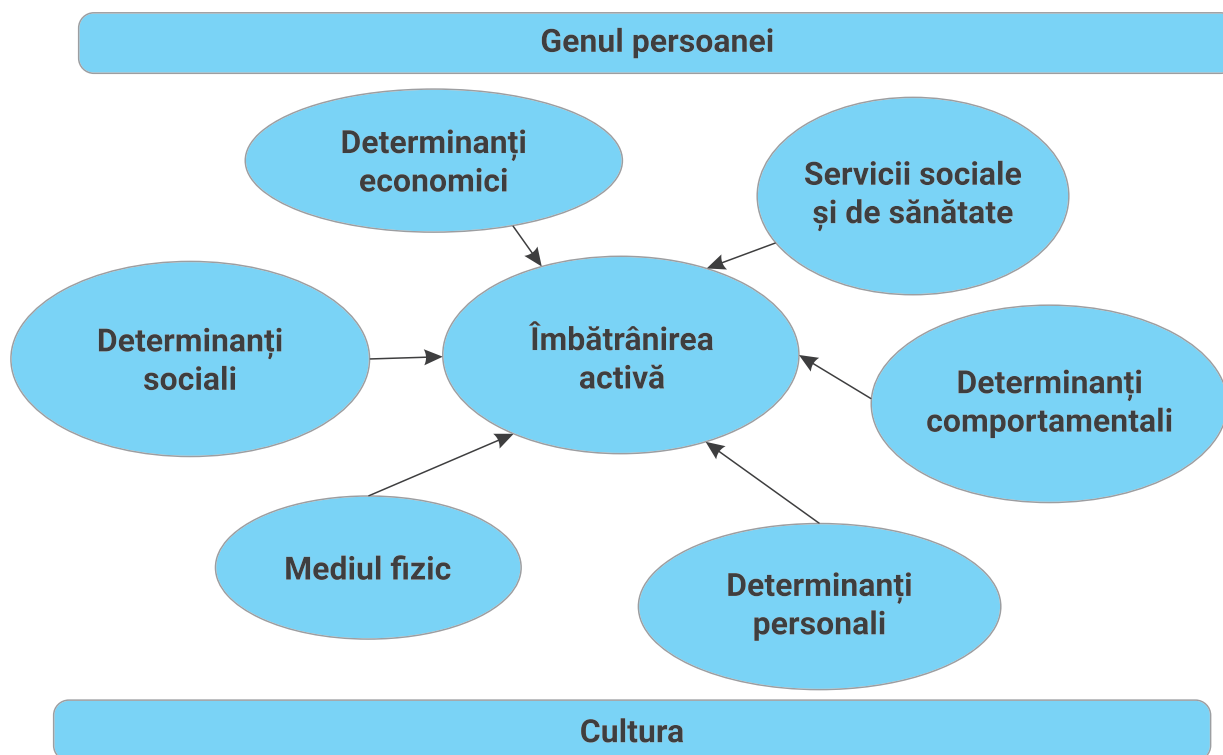 Genul persoanei
Determinanți
economici
Servicii sociale
și de sănătate
Determinanți
sociali
Îmbătrânirea
activă
Determinanți
comportamentali
Mediul fizic
Determinanți
personali
Cultura